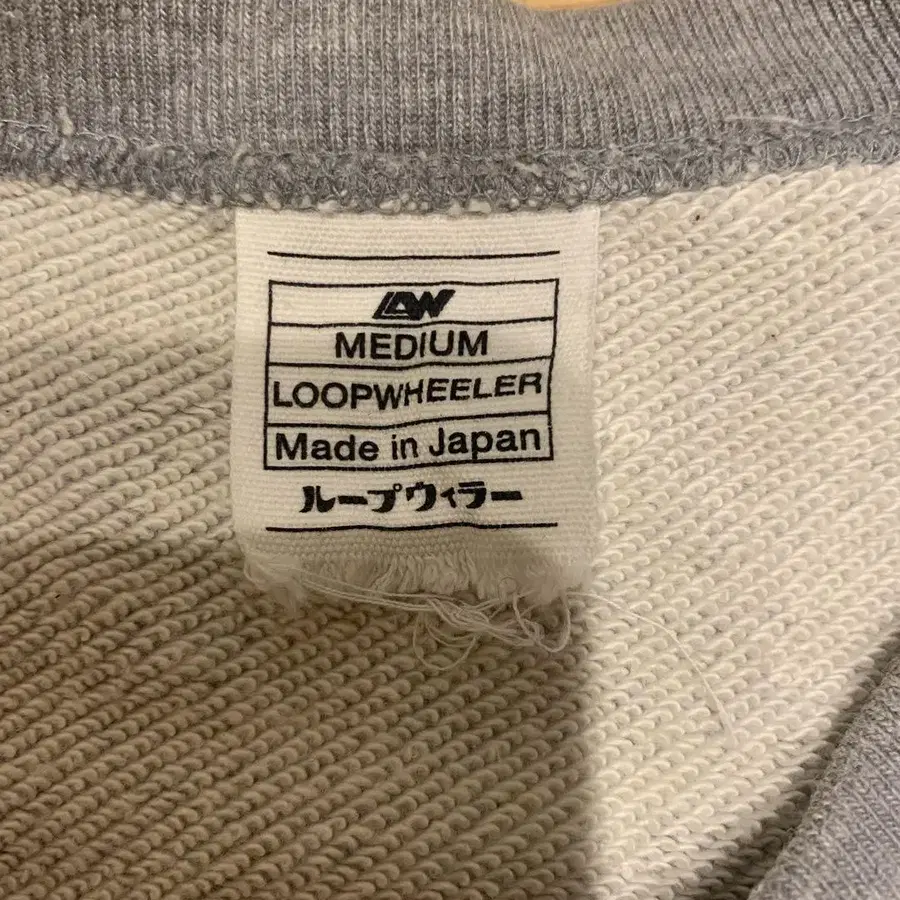 LW
MEDIUM
LOOPWHEELER
Made in Japan
ループウィラー